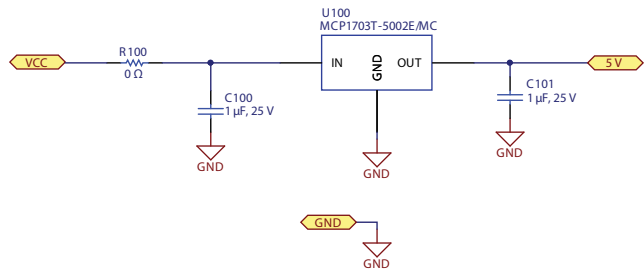 U100
MCP1703T-5002E/MC
VCC
R100
0 Ω
IN
GND
OUT
5 V
C100
1 µF, 25 V
C101
1 µF, 25 V
GND
GND
GND
GND
GND